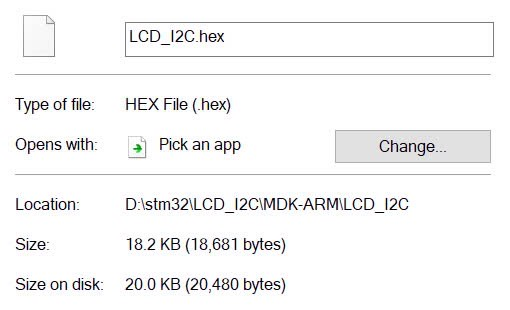 LCD_I2C.hex
Type of file: HEX File (.hex)
Opens with: Pick an app Change...
Location: D:\stm32\LCD_I2C\MDK-ARM\LCD_I2C
Size: 18.2 KB (18,681 bytes)
Size on disk: 20.0 KB (20,480 bytes)